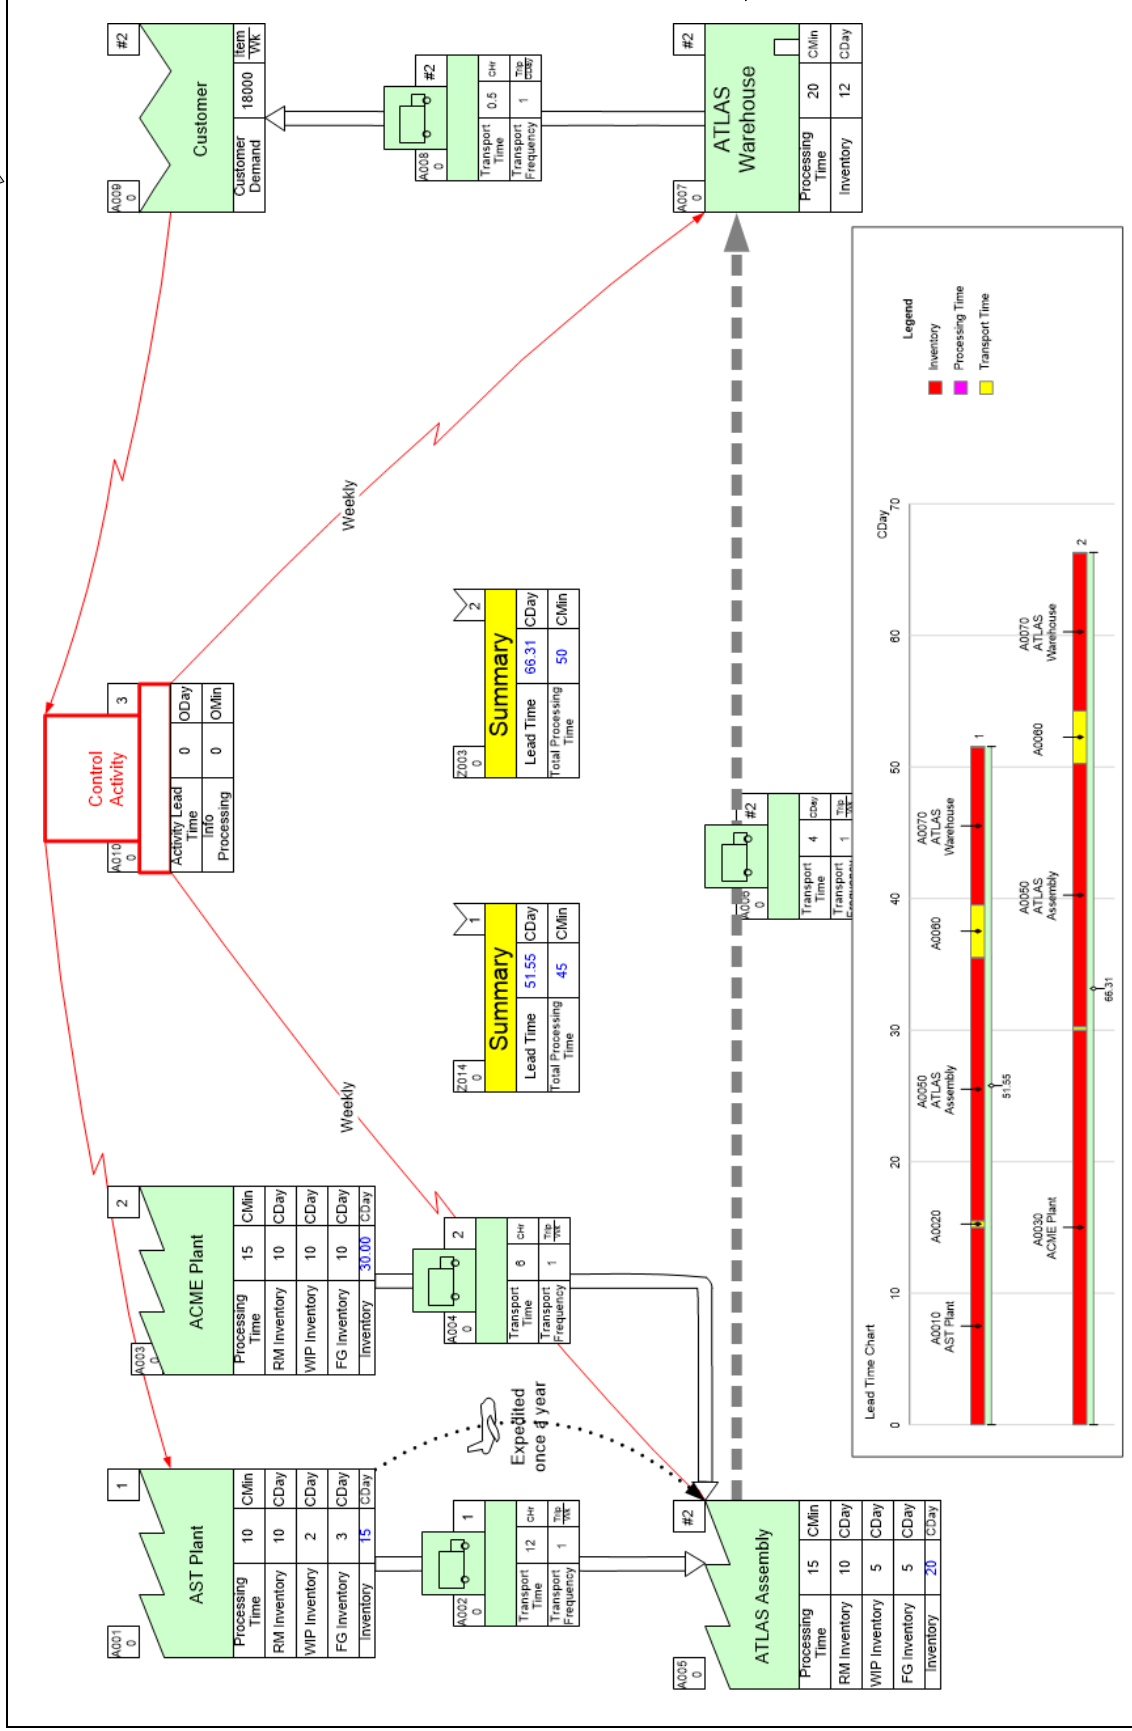 A009
0
#2
Customer
Customer
Demand
18000
Item
Wk
A008
0
#2
Transport
Time
0.5
CHr
Transport
Frequency
1
Trip
CDay
A007
0
#2
ATLAS
Warehouse
Processing
Time
20
CMin
Inventory
12
CDay
A010
0
3
Control
Activity
Activity Lead
Time
0
ODay
Info
Processing
0
OMin
Weekly
Weekly
Z003
0
2
Summary
Lead Time
66.31
CDay
Total Processing
Time
50
CMin
Z014
0
1
Summary
Lead Time
51.55
CDay
Total Processing
Time
45
CMin
A003
0
2
ACME Plant
Processing
Time
15
CMin
RM Inventory
10
CDay
WIP Inventory
10
CDay
FG Inventory
10
CDay
Inventory
30.00
CDay
A004
0
2
Transport
Time
6
CHr
Transport
Frequency
1
Trip
Wk
A001
0
1
AST Plant
Processing
Time
10
CMin
RM Inventory
10
CDay
WIP Inventory
2
CDay
FG Inventory
3
CDay
Inventory
15
CDay
Expedited
once a year
A002
0
1
Transport
Time
12
CHr
Transport
Frequency
1
Trip
Wk
A005
0
#2
ATLAS Assembly
Processing
Time
15
CMin
RM Inventory
10
CDay
WIP Inventory
5
CDay
FG Inventory
5
CDay
Inventory
20
CDay
A006
0
#2
Transport
Time
4
CDay
Transport
1
Trip
Wk
Lead Time Chart
Legend
Inventory
Processing Time
Transport Time
CDay
0
10
20
30
40
50
60
70
A0010
AST Plant
A0020
A0050
ATLAS
Assembly
A0060
A0070
ATLAS
Warehouse
1
51.55
A0030
ACME Plant
A0050
ATLAS
Assembly
A0060
A0070
ATLAS
Warehouse
2
66.31